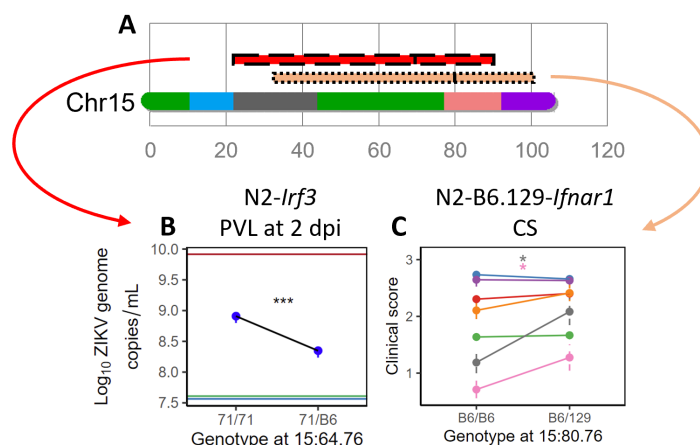 A
Chr15
0 20 40 60 80 100 120
N2-Irf3 N2-B6.129-Ifnar1
B PVL at 2 dpi C CS
Log10 ZIKV genome
copies/mL
10.0
9.0
8.5
8.0
7.5
***
71/71 71/B6
Genotype at 15:64.76
Clinical score
3
2
1
*
*
B6/B6 B6/129
Genotype at 15:80.76